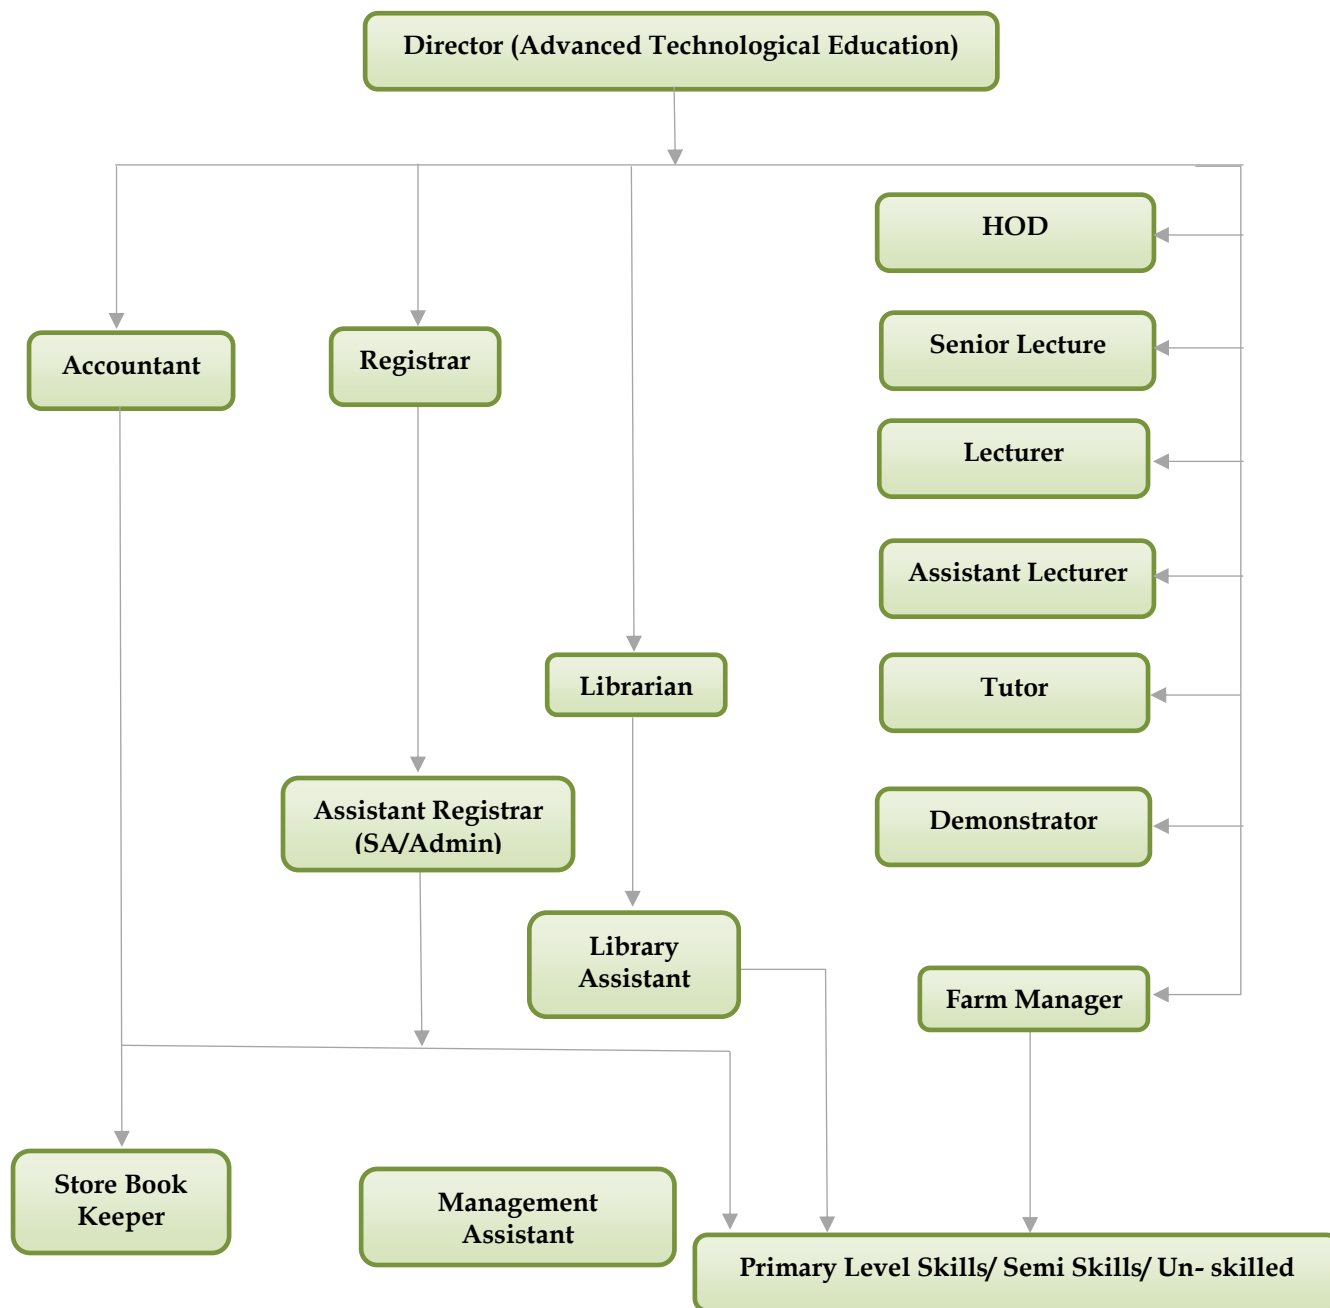 Director (Advanced Technological Education)
HOD
Senior Lecture
Accountant
Registrar
Lecturer
Assistant Lecturer
Librarian
Tutor
Assistant Registrar
(SA/Admin)
Demonstrator
Library
Assistant
Farm Manager
Store Book
Keeper
Management
Assistant
Primary Level Skills/ Semi Skills/ Un- skilled